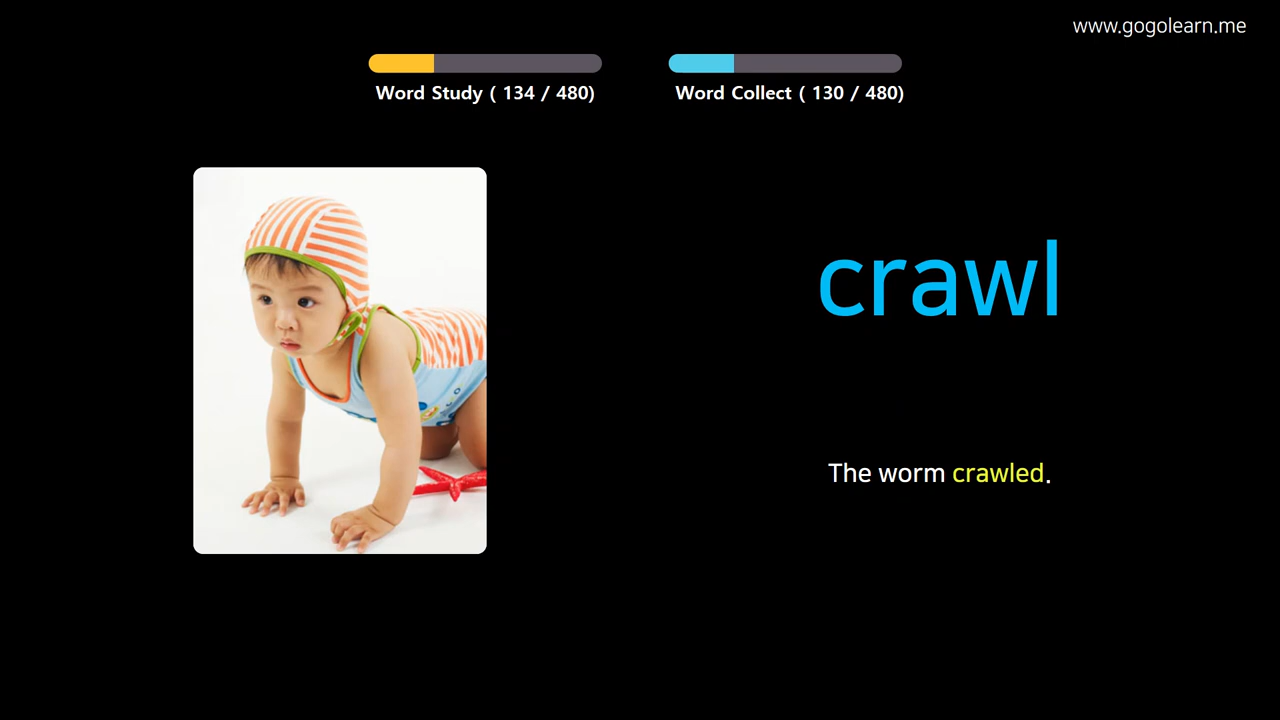 www.gogolearn.me
Word Study ( 134 / 480)
Word Collect ( 130 / 480)
crawl
The worm crawled.